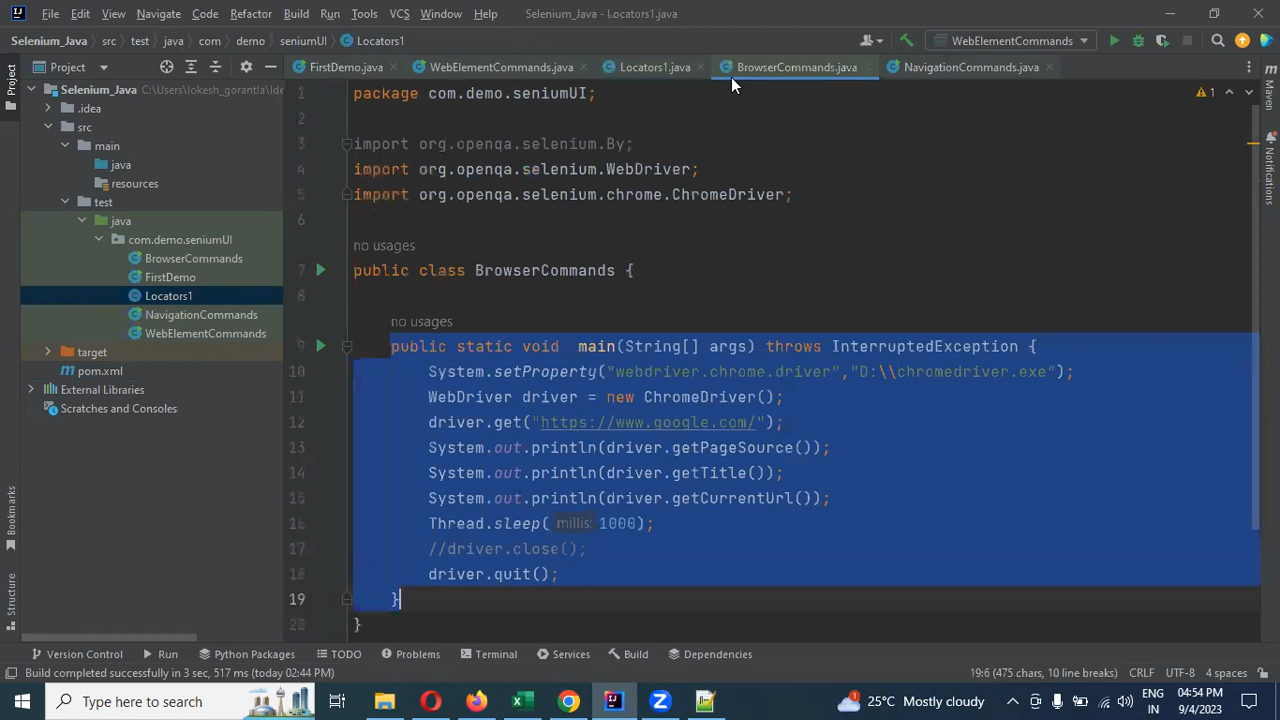 File Edit View Navigate Code Refactor Build Run Tools VCS Window Help Selenium_Java - Locators1.java
Selenium_Java src test java com demo seniumUI Locators1 WebElementCommands
Project
Project
FirstDemo.java WebElementCommands.java Locators1.java BrowserCommands.java NavigationCommands.java
Selenium_Java C:\Users\lokesh_gorantla\Ide
.idea
src
main
java
resources
test
java
com.demo.seniumUI
BrowserCommands
FirstDemo
Locators1
NavigationCommands
WebElementCommands
target
pom.xml
External Libraries
Scratches and Consoles
1 package com.demo.seniumUI;
1
2
3 import org.openqa.selenium.By;
4 import org.openqa.selenium.WebDriver;
5 import org.openqa.selenium.chrome.ChromeDriver;
6
no usages
7 public class BrowserCommands {
8
no usages
9 public static void main(String[] args) throws InterruptedException {
10 System.setProperty("webdriver.chrome.driver","D:\\chromedriver.exe");
11 WebDriver driver = new ChromeDriver();
12 driver.get("https://www.google.com/");
13 System.out.println(driver.getPageSource());
14 System.out.println(driver.getTitle());
15 System.out.println(driver.getCurrentUrl());
16 Thread.sleep( millis: 1000);
17 //driver.close();
18 driver.quit();
19 }
20 }
Notifications
Bookmarks
Structure
Version Control Run Python Packages TODO Problems Terminal Services Build Dependencies
Build completed successfully in 3 sec, 517 ms (today 02:44 PM) 19:6 (475 chars, 10 line breaks) CRLF UTF-8 4 spaces
Type here to search
25°C Mostly cloudy
ENG
IN
04:54 PM
9/4/2023